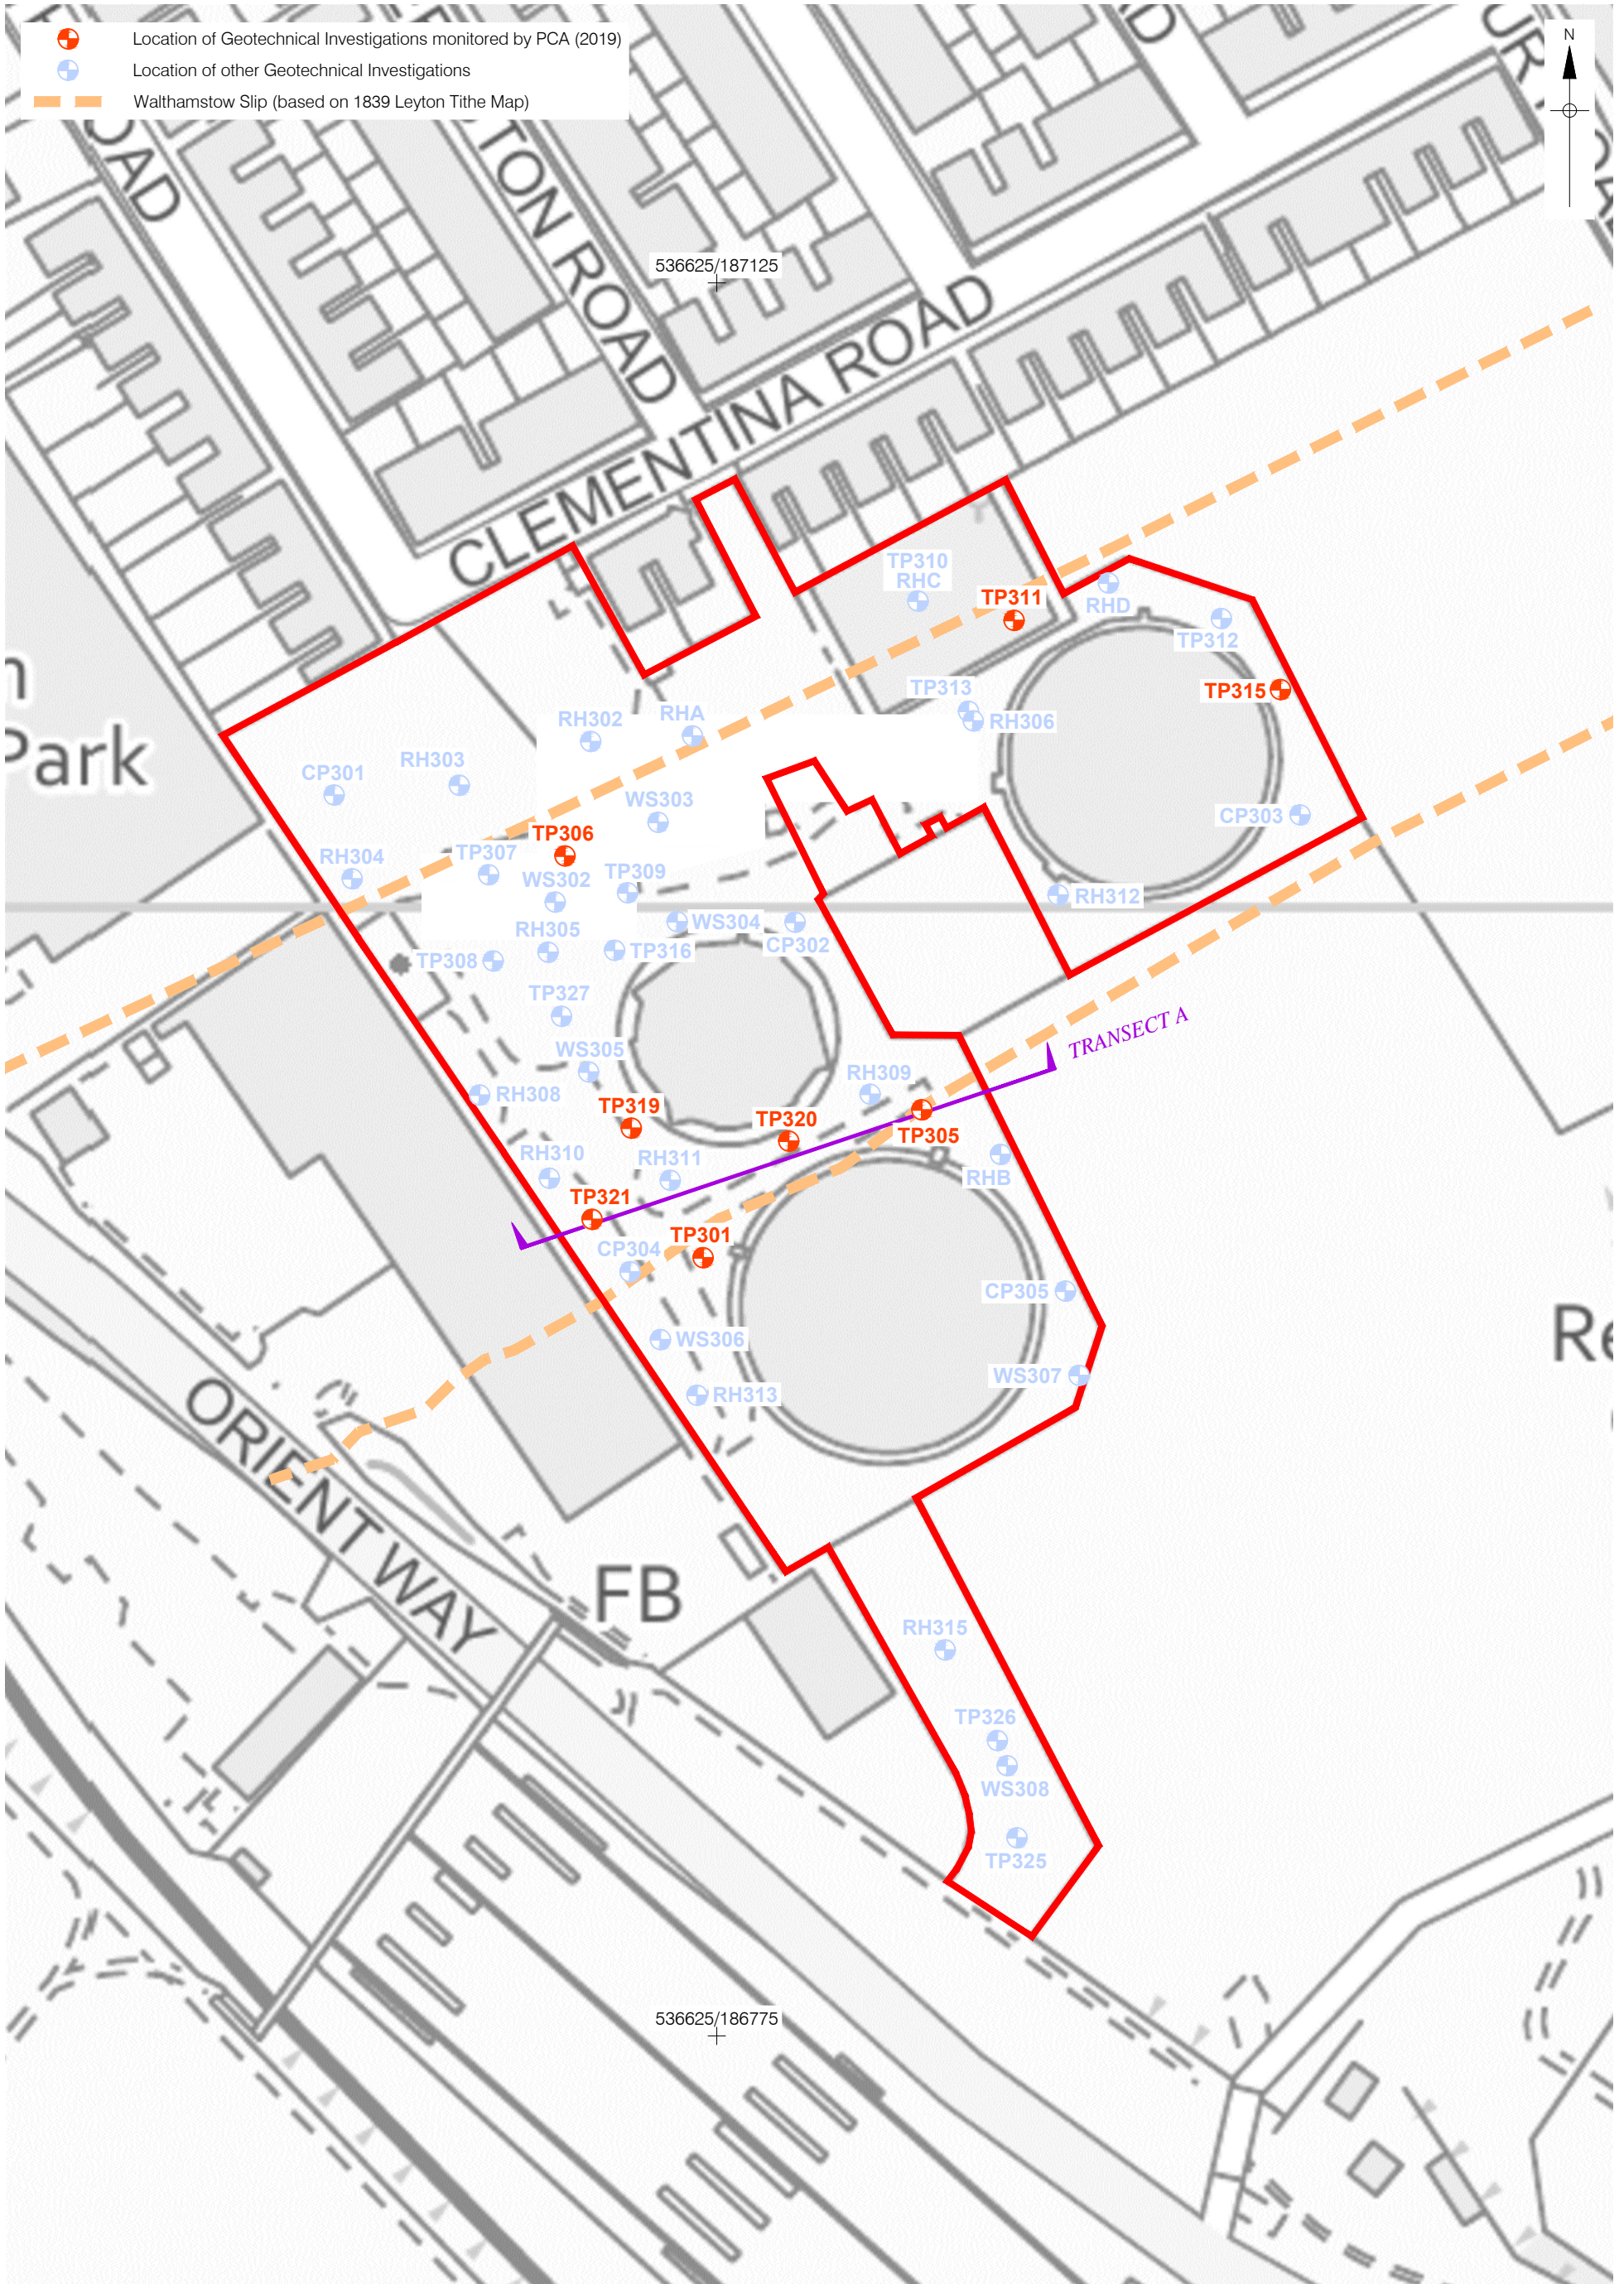 Location of Geotechnical Investigations monitored by PCA (2019)
Location of other Geotechnical Investigations
Walthamstow Slip (based on 1839 Leyton Tithe Map)
N
OAD
TON ROAD
D
536625/187125
CLEMENTINA ROAD
Park
TP310
RHC
TP311
RHD
TP312
TP315
TP313
RH306
RH302
RHA
RH303
CP301
WS303
CP303
TP306
RH304
TP307
TP309
WS302
RH312
WS304
CP302
RH305
TP316
TP308
TP327
TRANSECT A
WS305
RH309
RH308
TP319
TP320
TP305
RH310
RH311
RHB
TP321
TP301
CP304
CP305
Re
WS306
WS307
RH313
ORIENT WAY
FB
RH315
TP326
WS308
TP325
536625/186775